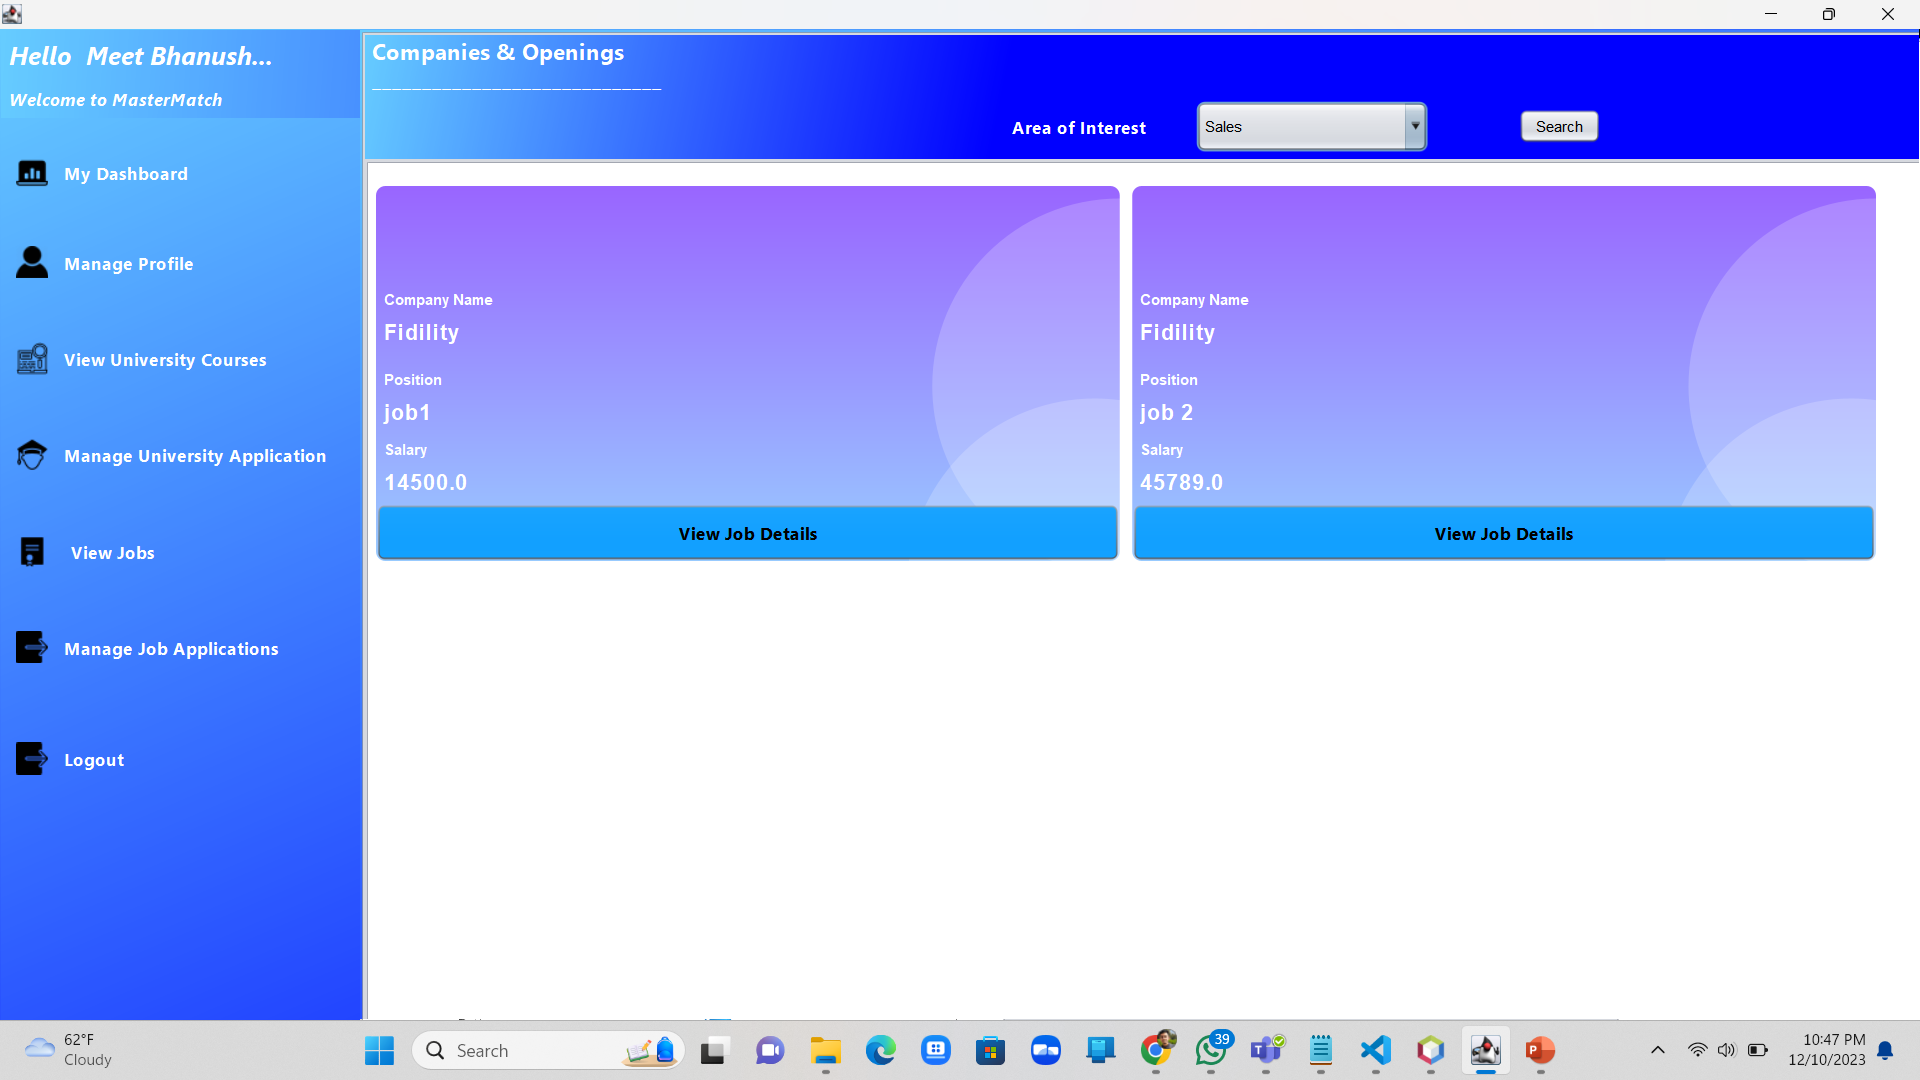 Hello Meet Bhanush...
Welcome to MasterMatch
My Dashboard
Manage Profile
View University Courses
Manage University Application
View Jobs
Manage Job Applications
Logout
Companies & Openings
_____________________________
Area of Interest
Sales
Search
Company Name
Fidility
Position
job1
Salary
14500.0
View Job Details
Company Name
Fidility
Position
job 2
Salary
45789.0
View Job Details
62°F
Cloudy
Search
39
10:47 PM
12/10/2023